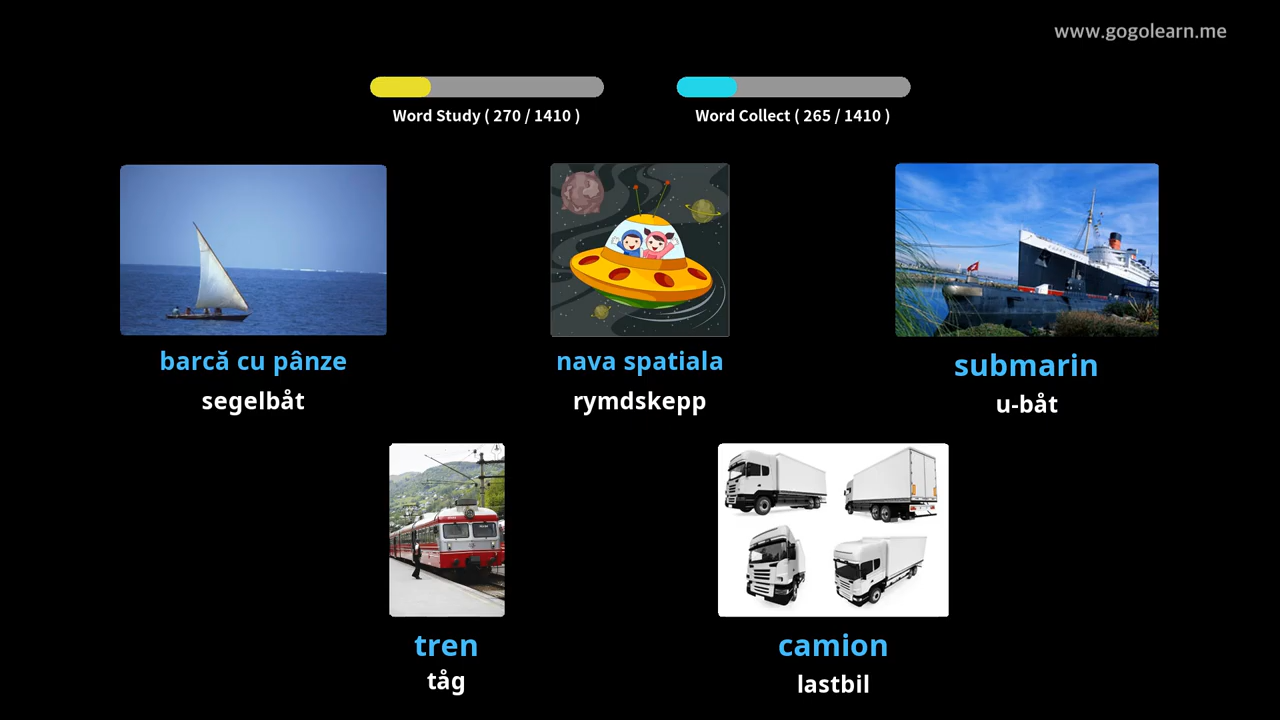 www.gogolearn.me
Word Study ( 270 / 1410 )
Word Collect ( 265 / 1410 )
barcă cu pânze
nava spatiala
submarin
segelbåt
rymdskepp
u-båt
tren
camion
tåg
lastbil